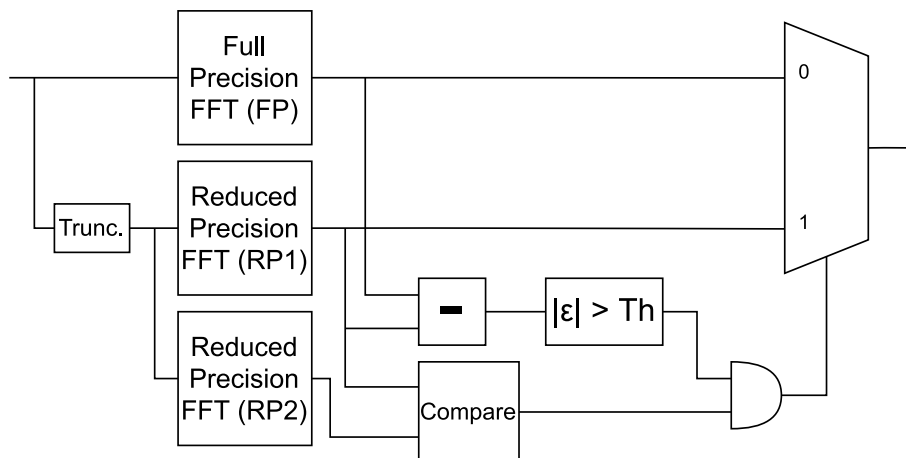 Full
Precision
FFT (FP)
0
Reduced
Precision
FFT (RP1)
Trunc.
1
-
|ε| > Th
Reduced
Precision
FFT (RP2)
Compare